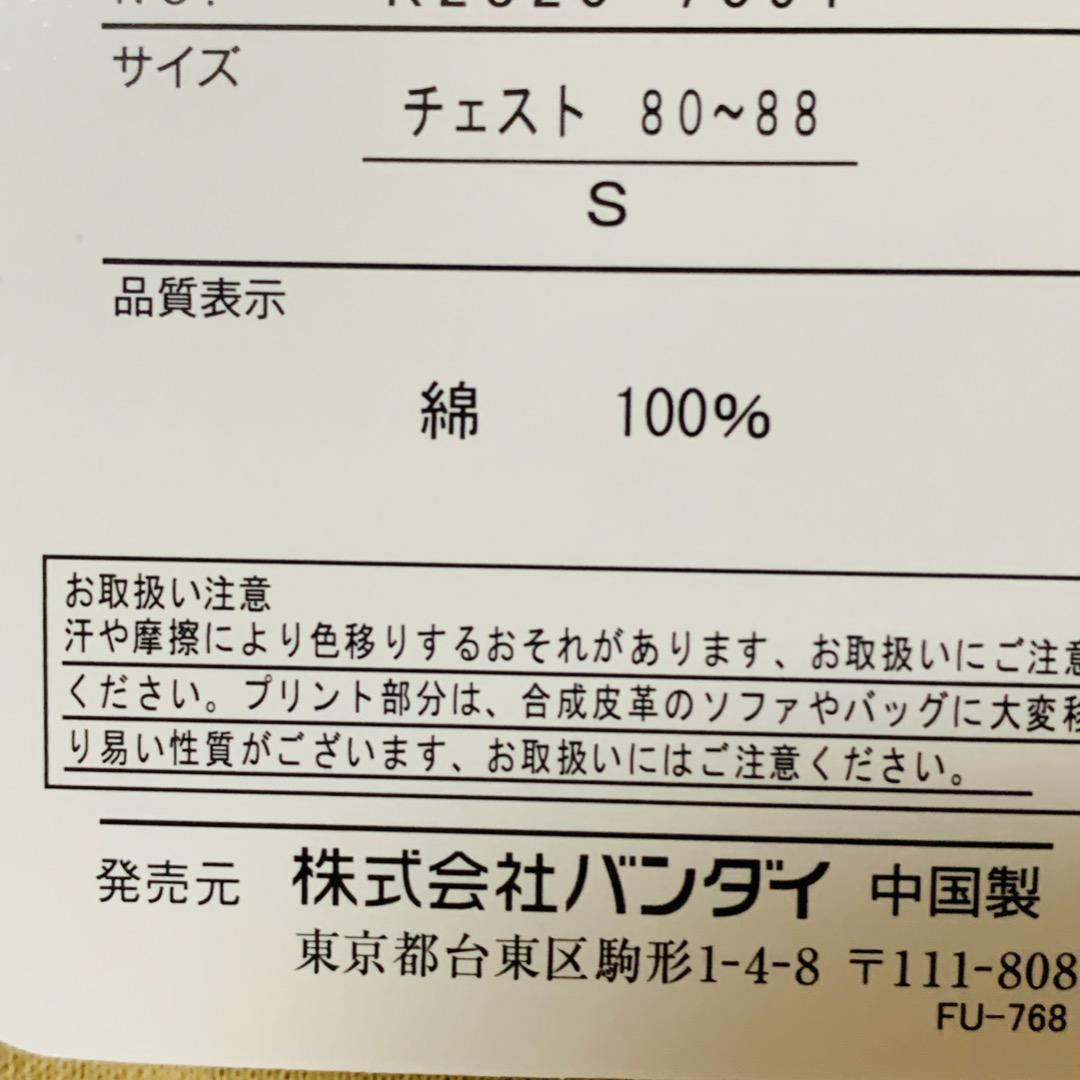 サイズ
チェスト 80~88
S
品質表示
綿 100%
お取扱い注意
汗や摩擦により色移りするおそれがあります、お取扱いにご注意
ください。プリント部分は、合成皮革のソファやバッグに大変移
り易い性質がございます、お取扱いにはご注意ください。
発売元 株式会社バンダイ 中国製
東京都台東区駒形1-4-8 〒111-808
FU-768